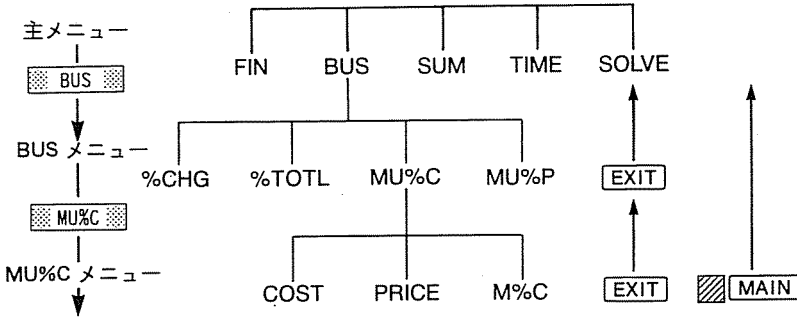 主メニュー
BUS
BUS メニュー
MU%C
MU%C メニュー
FIN BUS SUM TIME SOLVE
%CHG %TOTL MU%C MU%P EXIT
COST PRICE M%C EXIT MAIN